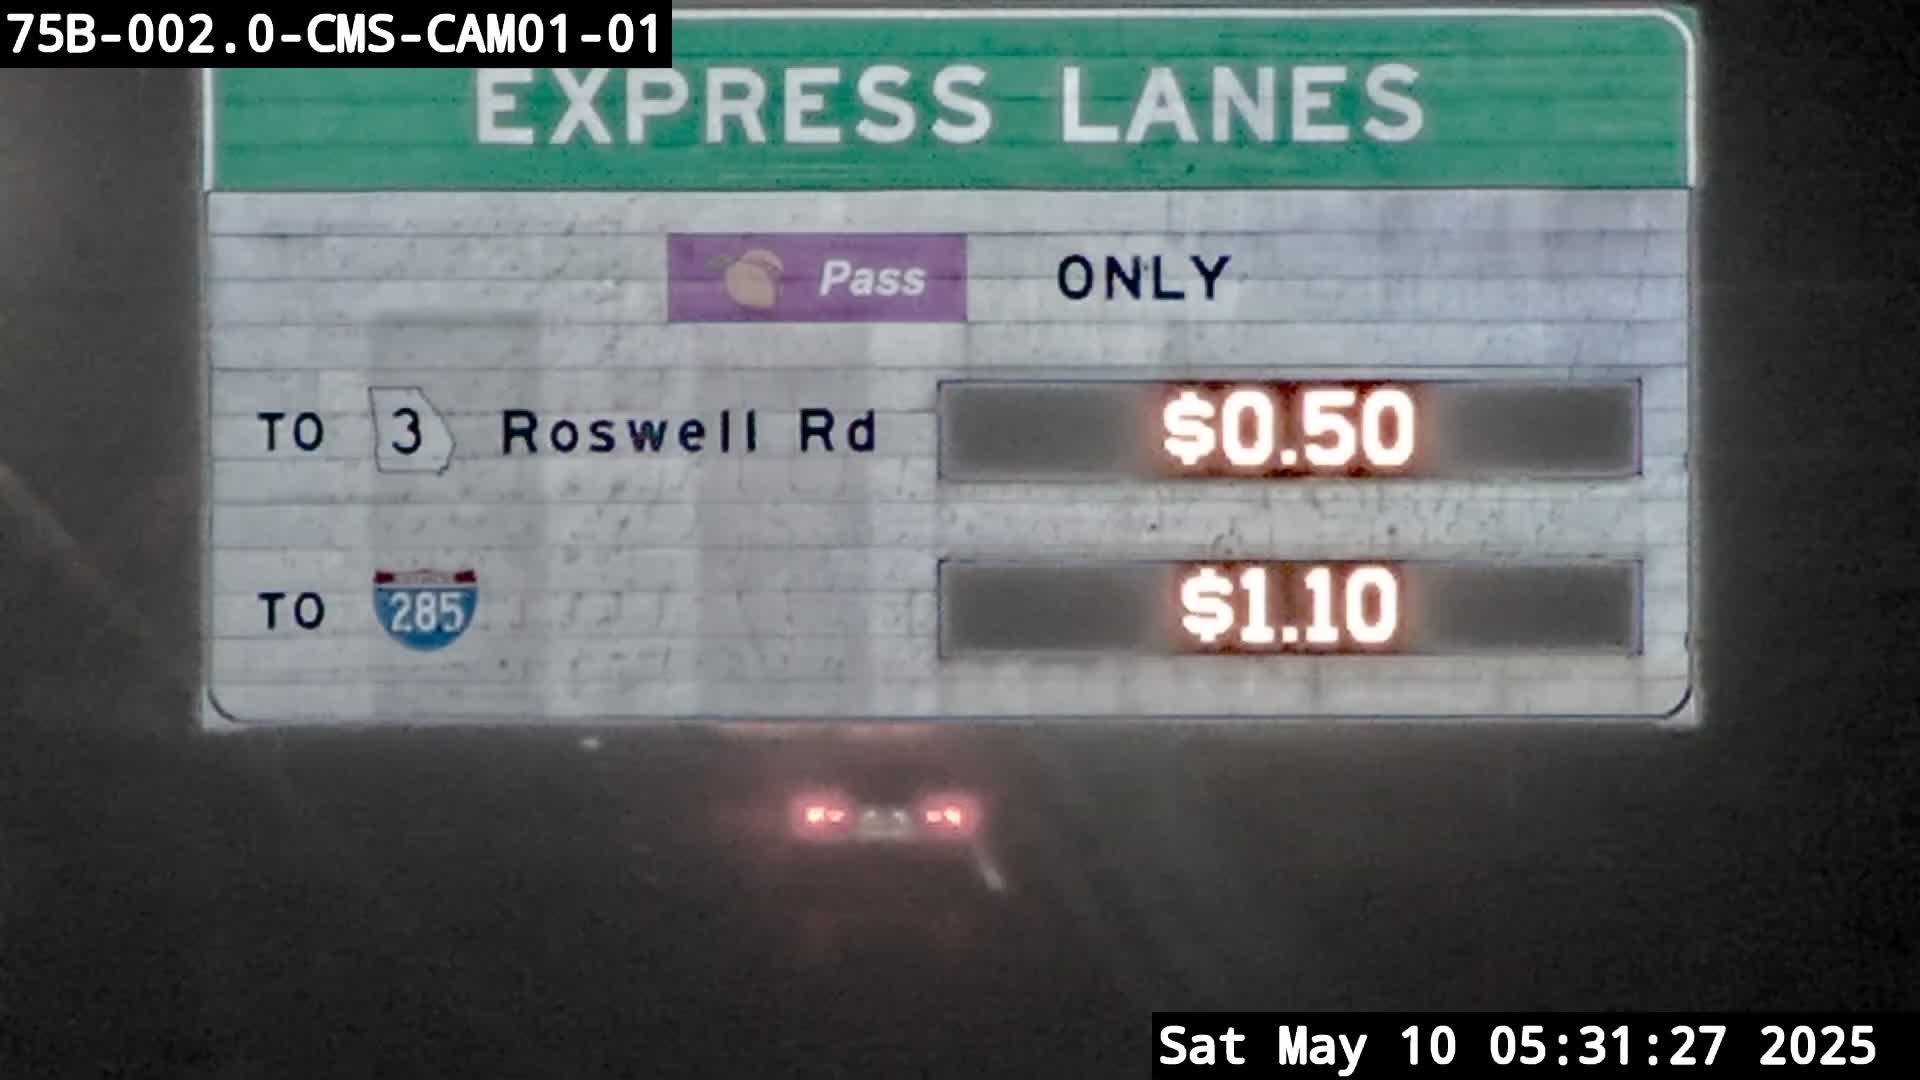 75B-002.0-CMS-CAM01-01
EXPRESS LANES
Pass ONLY
TO 3 Roswell Rd $0.50
TO 285 $1.10
Sat May 10 05:31:27 2025